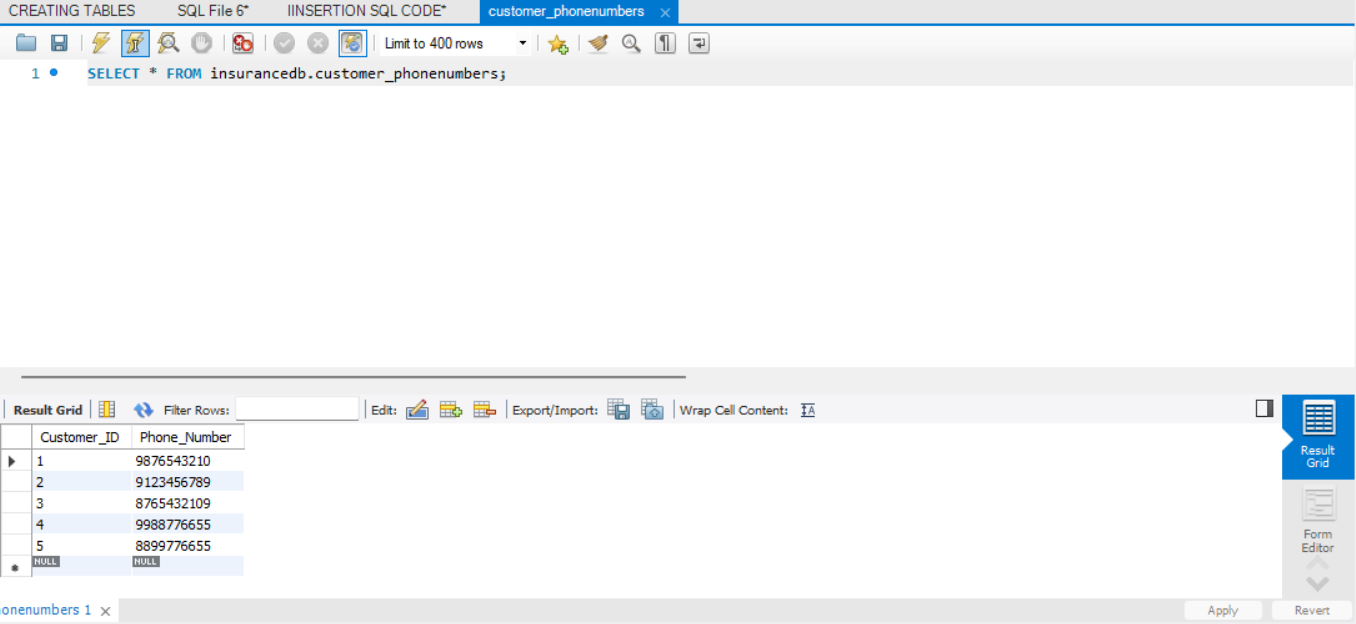 CREATING TABLES SQL File 6* IINSERTION SQL CODE* customer_phonenumbers
Limit to 400 rows
1 SELECT * FROM insurancedb.customer_phonenumbers;
Result Grid Filter Rows: Edit: Export/Import: Wrap Cell Content:
Customer_ID Phone_Number
1 9876543210
2 9123456789
3 8765432109
4 9988776655
5 8899776655
NULL NULL
Result
Grid
Form
Editor
onenumbers 1
Apply Revert